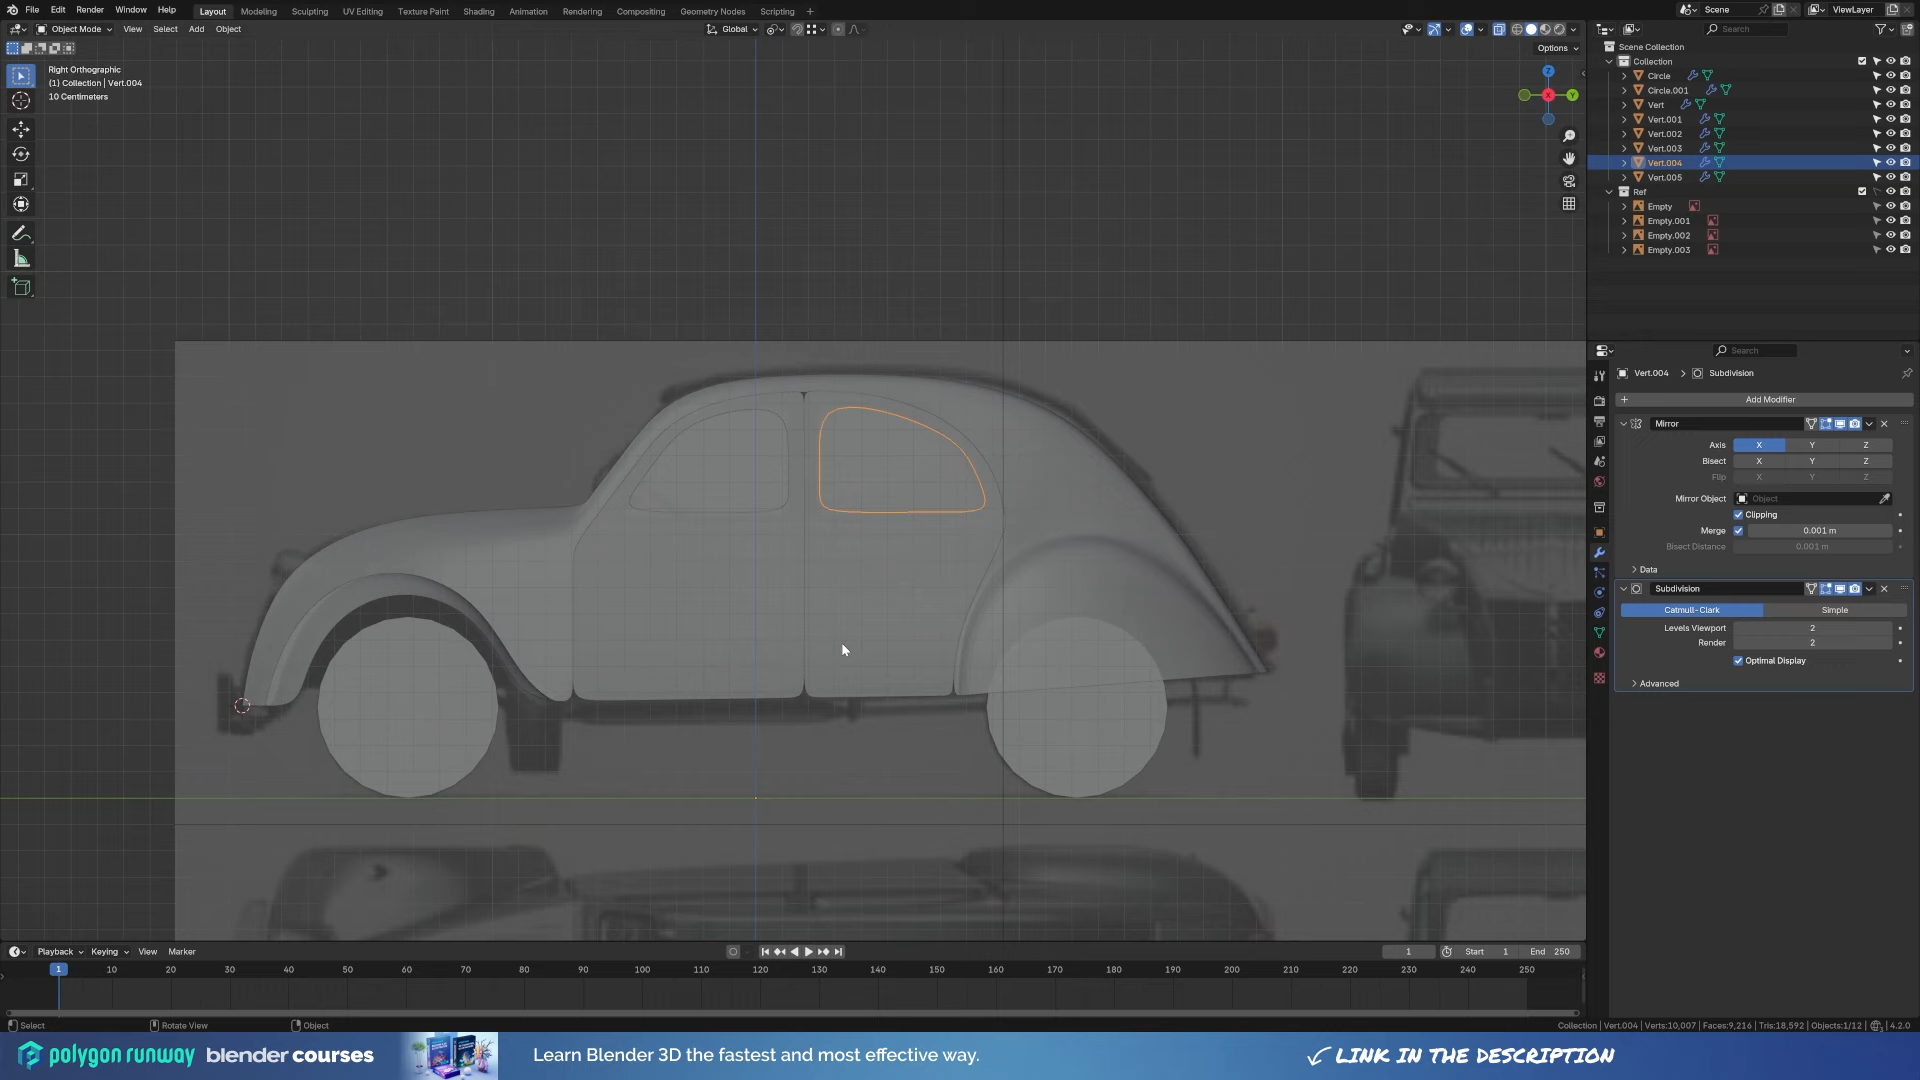 File Edit Render Window Help Layout Modeling Sculpting UV Editing Texture Paint Shading Animation Rendering Compositing Geometry Nodes Scripting + Scene ViewLayer
Object Mode View Select Add Object Global Search
Options
Right Orthographic
(1) Collection | Vert.004
10 Centimeters
Z
Y
X
Scene Collection
Collection
Circle
Circle.001
Vert
Vert.001
Vert.002
Vert.003
Vert.004
Vert.005
Ref
Empty
Empty.001
Empty.002
Empty.003
Search
Vert.004 > Subdivision
+ Add Modifier
Mirror
Axis X Y Z
Bisect X Y Z
Flip X Y Z
Mirror Object Object
Clipping
Merge 0.001 m
Bisect Distance 0.001 m
Data
Subdivision
Catmull-Clark Simple
Levels Viewport 2
Render 2
Optimal Display
Advanced
Playback Keying View Marker 1 Start 1 End 250
1 10 20 30 40 50 60 70 80 90 100 110 120 130 140 150 160 170 180 190 200 210 220 230 240 250
Select Rotate View Object Collection | Vert.004 | Verts:10,007 | Faces:9,216 | Tris:18,592 | Objects:1/12 | 4.2.0
polygon runway blender courses Learn Blender 3D the fastest and most effective way. LINK IN THE DESCRIPTION